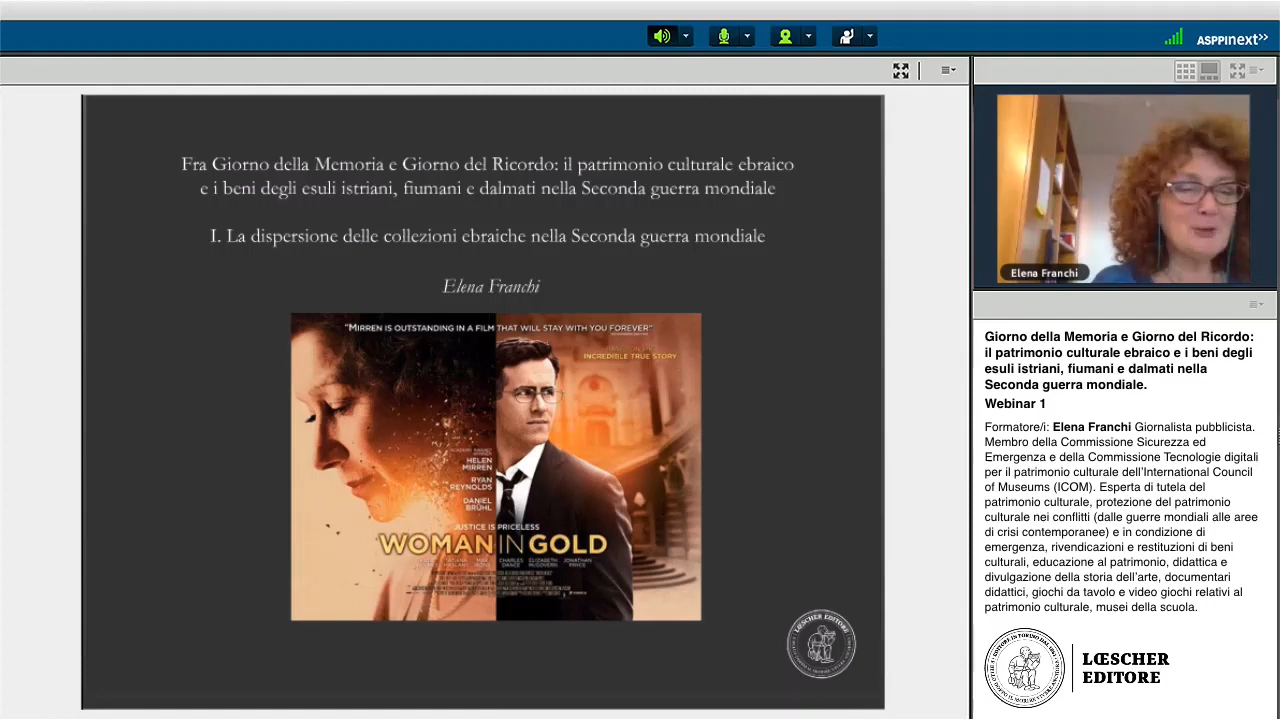 ASPPInext>>
Fra Giorno della Memoria e Giorno del Ricordo: il patrimonio culturale ebraico
e i beni degli esuli istriani, fiumani e dalmati nella Seconda guerra mondiale
I. La dispersione delle collezioni ebraiche nella Seconda guerra mondiale
Elena Franchi
"MIRREN IS OUTSTANDING IN A FILM THAT WILL STAY WITH YOU FOREVER"
INCREDIBLE TRUE STORY
HELEN
MIRREN
RYAN
REYNOLDS
DANIEL
BRÜHL
JUSTICE IS PRICELESS
WOMAN IN GOLD
CHARLES DANCE ELIZABETH McGOVERN JONATHAN PRYCE
LŒSCHER EDITORE
Elena Franchi
Giorno della Memoria e Giorno del Ricordo:
il patrimonio culturale ebraico e i beni degli
esuli istriani, fiumani e dalmati nella
Seconda guerra mondiale.
Webinar 1
Formatore/i: Elena Franchi Giornalista pubblicista.
Membro della Commissione Sicurezza ed
Emergenza e della Commissione Tecnologie digitali
per il patrimonio culturale dell'International Council
of Museums (ICOM). Esperta di tutela del
patrimonio culturale, protezione del patrimonio
culturale nei conflitti (dalle guerre mondiali alle aree
di crisi contemporanee) e in condizione di
emergenza, rivendicazioni e restituzioni di beni
culturali, educazione al patrimonio, didattica e
divulgazione della storia dell'arte, documentari
didattici, giochi da tavolo e video giochi relativi al
patrimonio culturale, musei della scuola.
LŒSCHER
EDITORE